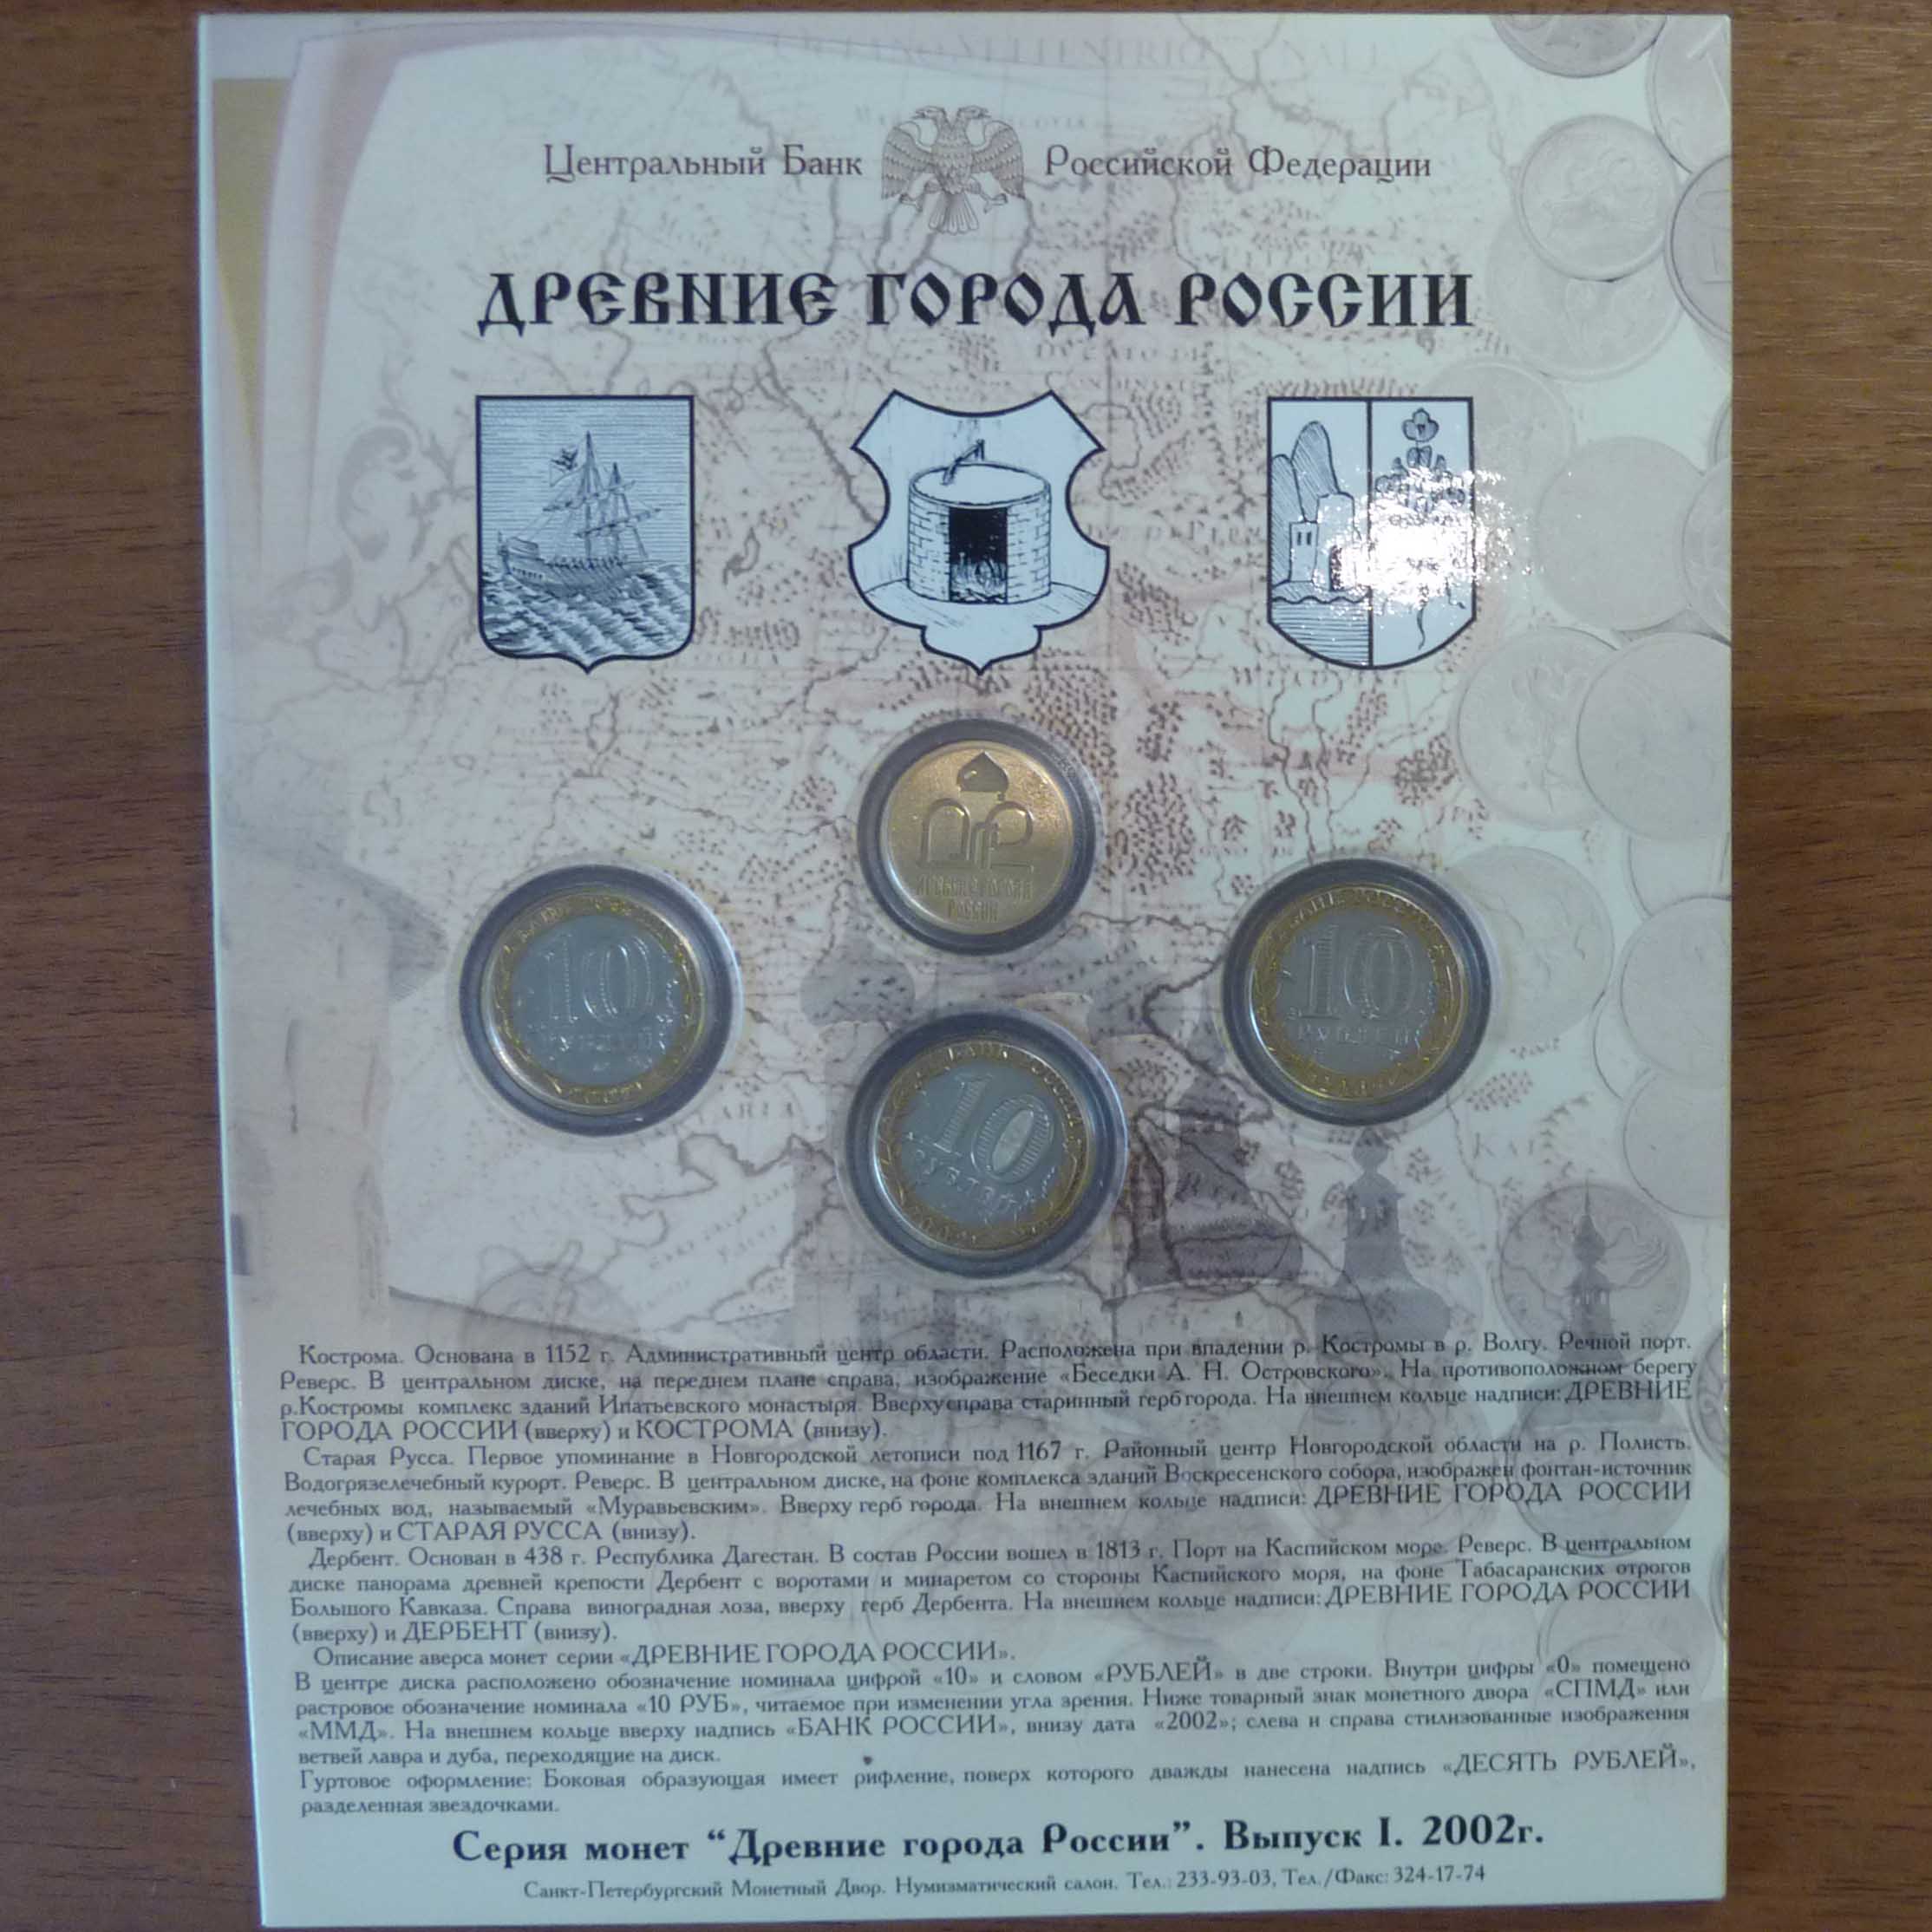 Центральный Банк Российской Федерации
ДРЕВНИЕ ГОРОДА РОССИИ
РОССИИ
10
10
РУБЛЕЙ
10
РУБЛЕЙ
Кострома. Основана в 1152 г. Административный центр области. Расположена при впадении р. Костромы в р. Волгу. Речной порт.
Реверс. В центральном диске, на переднем плане справа, изображение «Беседки А. Н. Островского». На противоположном берегу
р.Костромы комплекс зданий Ипатьевского монастыря. Вверху справа старинный герб города. На внешнем кольце надписи: ДРЕВНИЕ
ГОРОДА РОССИИ (вверху) и КОСТРОМА (внизу).
Старая Русса. Первое упоминание в Новгородской летописи под 1167 г. Районный центр Новгородской области на р. Полисть.
Водогрязелечебный курорт. Реверс. В центральном диске, на фоне комплекса зданий Воскресенского собора, изображен фонтан-источник
лечебных вод, называемый «Муравьевским». Вверху герб города. На внешнем кольце надписи: ДРЕВНИЕ ГОРОДА РОССИИ
(вверху) и СТАРАЯ РУССА (внизу).
Дербент. Основан в 438 г. Республика Дагестан. В состав России вошел в 1813 г. Порт на Каспийском море. Реверс. В центральном
диске панорама древней крепости Дербент с воротами и минаретом со стороны Каспийского моря, на фоне Табасаранских отрогов
Большого Кавказа. Справа виноградная лоза, вверху герб Дербента. На внешнем кольце надписи: ДРЕВНИЕ ГОРОДА РОССИИ
(вверху) и ДЕРБЕНТ (внизу).
Описание аверса монет серии «ДРЕВНИЕ ГОРОДА РОССИИ».
В центре диска расположено обозначение номинала цифрой «10» и словом «РУБЛЕЙ» в две строки. Внутри цифры «0» помещено
растровое обозначение номинала «10 РУБ», читаемое при изменении угла зрения. Ниже товарный знак монетного двора «СПМД» или
«ММД». На внешнем кольце вверху надпись «БАНК РОССИИ», внизу дата «2002»; слева и справа стилизованные изображения
ветвей лавра и дуба, переходящие на диск.
Гуртовое оформление: Боковая образующая имеет рифление, поверх которого дважды нанесена надпись «ДЕСЯТЬ РУБЛЕЙ»,
разделенная звездочками.
Серия монет “Древние города России”. Выпуск I. 2002г.
Санкт-Петербургский Монетный Двор. Нумизматический салон. Тел.: 233-93-03, Тел./Факс: 324-17-74